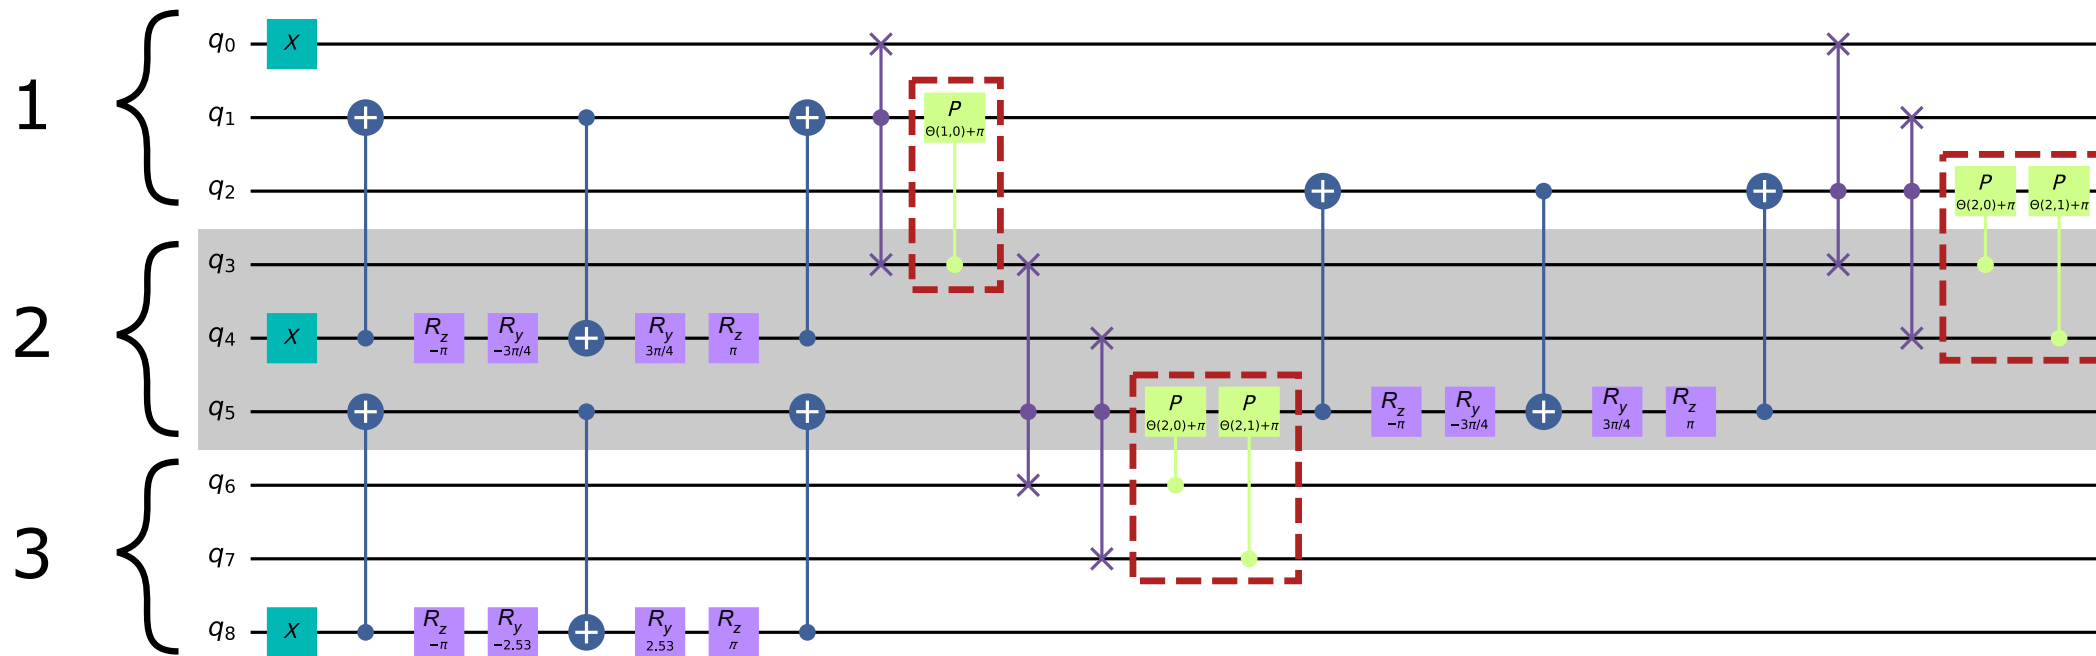 1
2
3
q0 X
q1 P Θ(1,0)+π
q2 P Θ(2,0)+π P Θ(2,1)+π
q3
q4 X Rz −π Ry −3π/4 Ry 3π/4 Rz π
q5 P Θ(2,0)+π P Θ(2,1)+π Rz −π Ry −3π/4 Ry 3π/4 Rz π
q6
q7
q8 X Rz −π Ry −2.53 Ry 2.53 Rz π